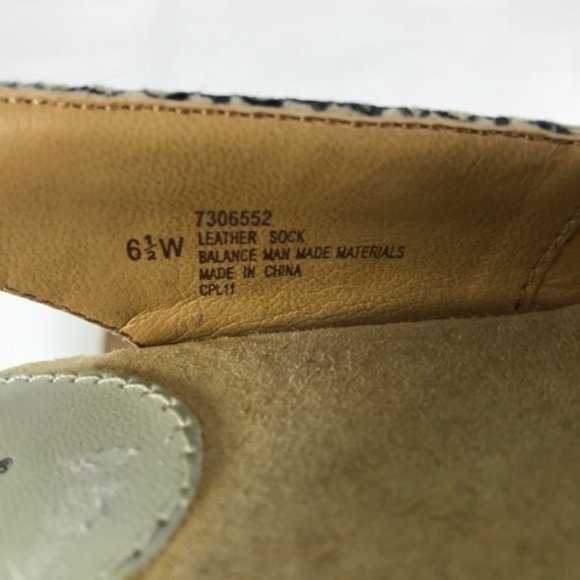 7306552
6½W
LEATHER SOCK
BALANCE MAN MADE MATERIALS
MADE IN CHINA
CPL11